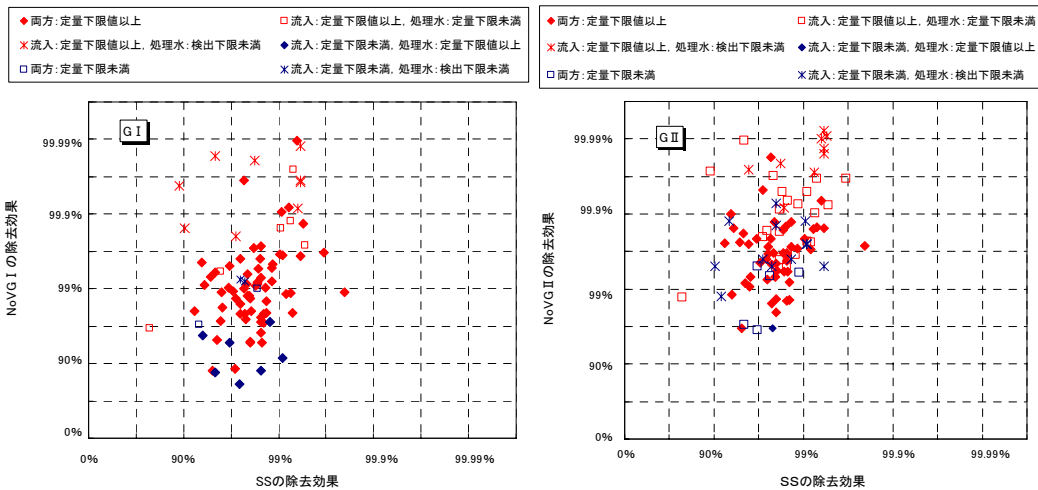 両方：定量下限値以上
流入：定量下限値以上，処理水：定量下限未満
流入：定量下限値以上，処理水：検出下限未満
流入：定量下限未満，処理水：定量下限値以上
両方：定量下限未満
流入：定量下限未満，処理水：検出下限未満
GⅠ
99.99%
99.9%
99%
90%
0%
NoVGⅠの除去効果
0%
90%
99%
99.9%
99.99%
SSの除去効果
両方：定量下限値以上
流入：定量下限値以上，処理水：定量下限未満
流入：定量下限値以上，処理水：検出下限未満
流入：定量下限未満，処理水：定量下限値以上
両方：定量下限未満
流入：定量下限未満，処理水：検出下限未満
GⅡ
99.99%
99.9%
99%
90%
0%
NoVGⅡの除去効果
0%
90%
99%
99.9%
99.99%
SSの除去効果